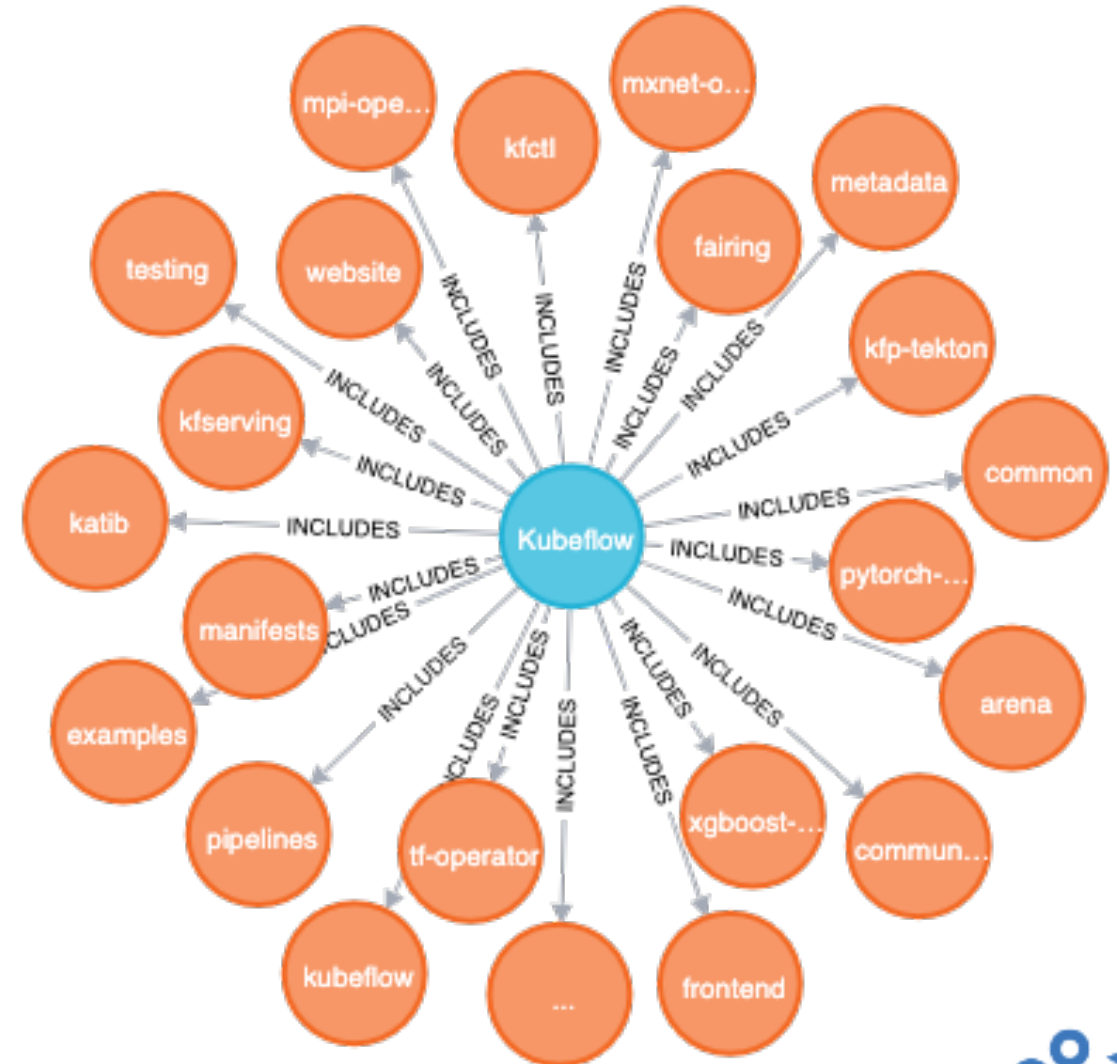 mxnet-o...
mpi-ope...
kfctl
metadata
fairing
testing
website
INCLUDES
INCLUDES
INCLUDES
kfp-tekton
INCLUDES
INCLUDES
INCLUDES
INCLUDES
kfserving
INCLUDES
INCLUDES
common
INCLUDES
INCLUDES
katib
INCLUDES
Kubeflow
INCLUDES
pytorch-...
INCLUDES
INCLUDES
manifests
CLUDES
INCLUDES
INCLUDES
INCLUDES
INCLUDES
arena
examples
CLUDES
INCLUDES
INCLUDES
pipelines
tf-operator
xgboost-...
commun...
kubeflow
...
frontend